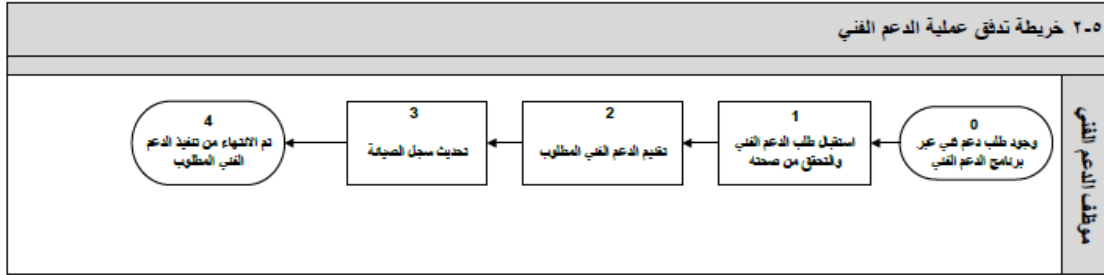 ٢-٥ خريطة تدفق عملية الدعم الفني
موظف الدعم الفني
0
وجود طلب دعم فني عبر
برنامج الدعم الفني
1
استقبال طلب الدعم الفني
والتحقق من صحته
2
تقديم الدعم الفني المطلوب
3
تحديث سجل الصيانة
4
تم الانتهاء من تنفيذ الدعم
الفني المطلوب